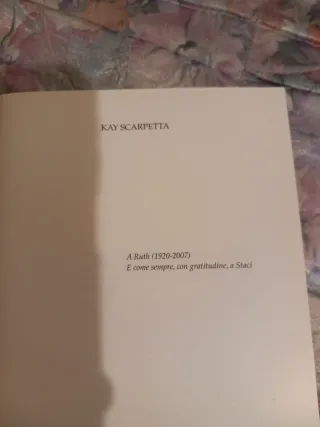 KAY SCARPETTA
A Ruth (1920-2007)
E come sempre, con gratitudine, a Staci